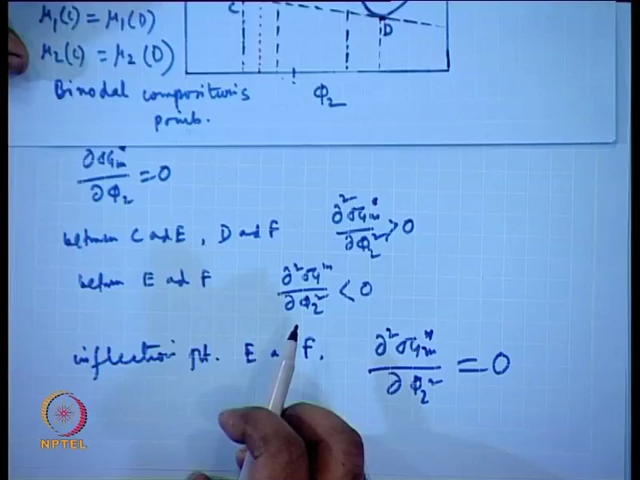 μ₁(C) = μ₁(D)
μ₂(C) = μ₂(D)
Binodal compositions
points.
C
D
Φ₂
∂ΔGₘ*/∂Φ₂ = 0
between C and E, D and F ∂²ΔGₘ*/∂Φ₂² > 0
between E and F ∂²ΔGₘ*/∂Φ₂² < 0
inflection pt. E F. ∂²ΔGₘ*/∂Φ₂² = 0
NPTEL